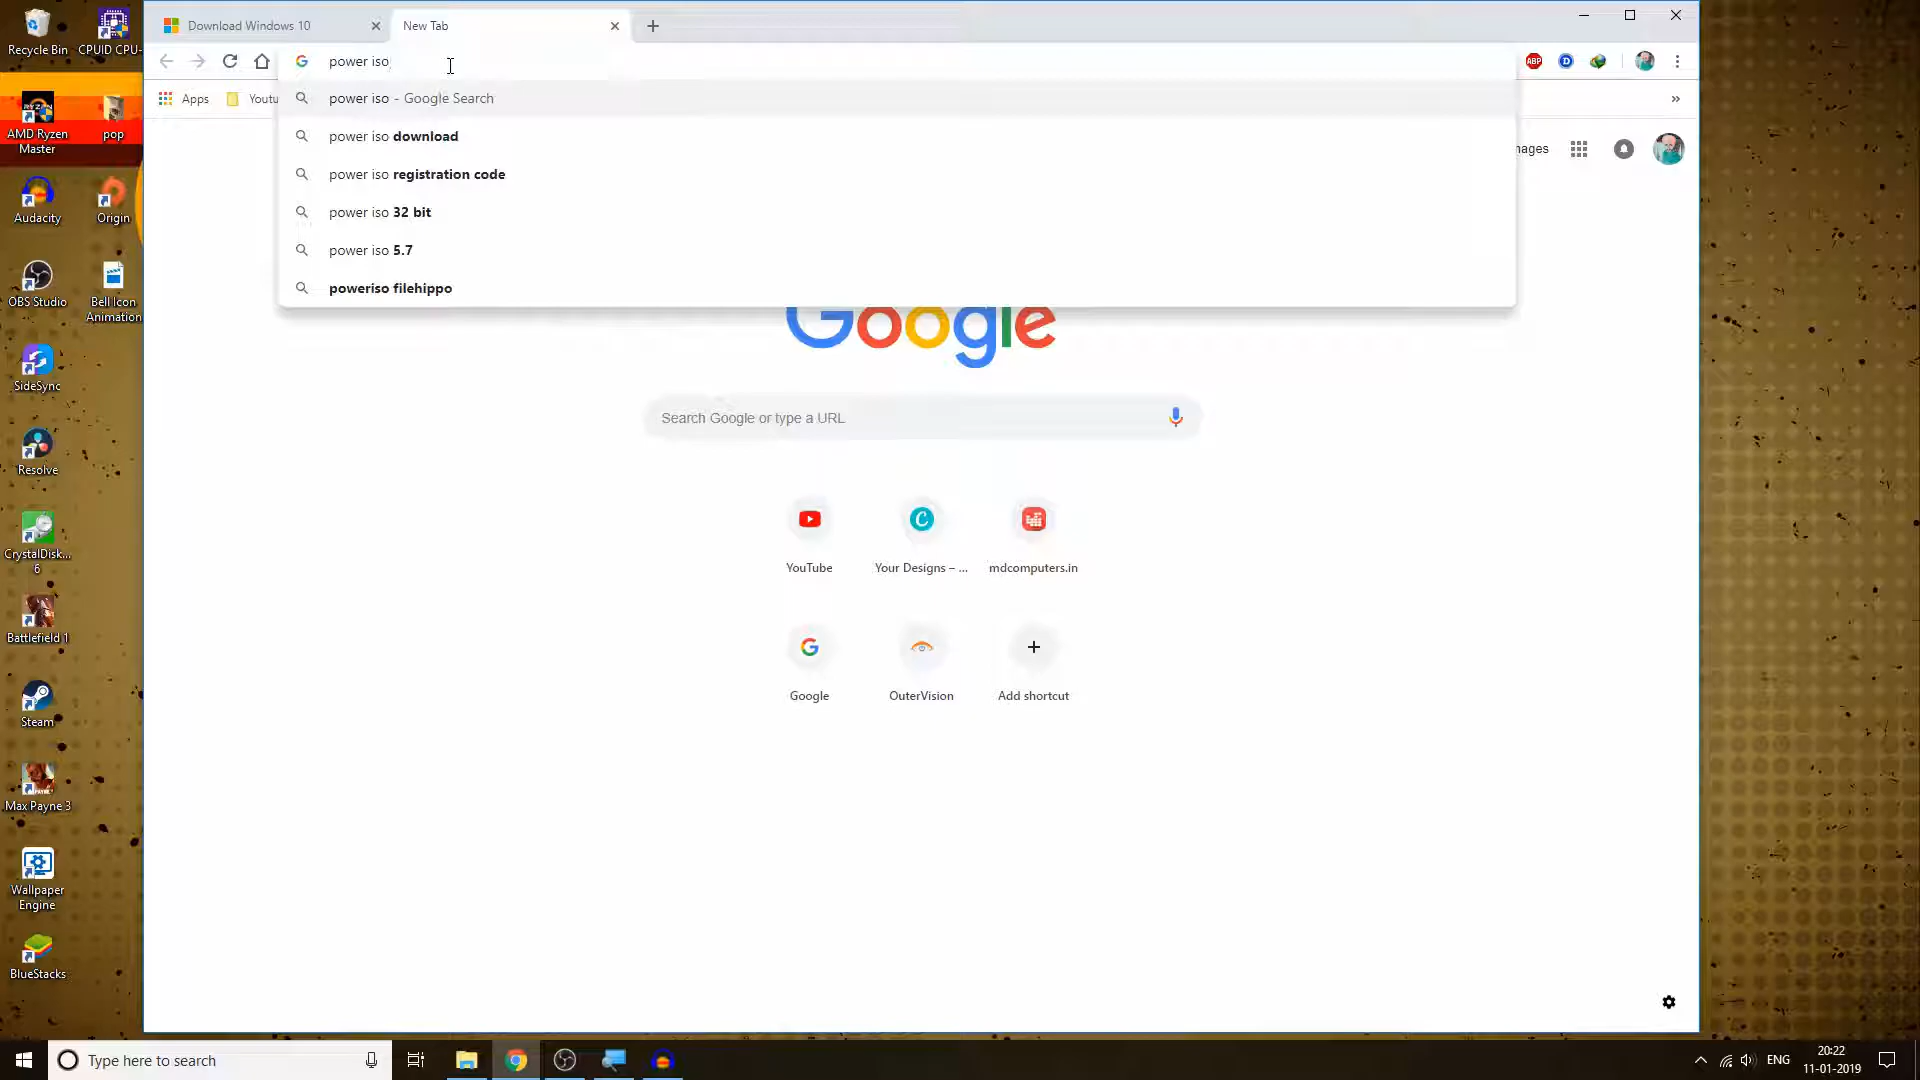 Recycle Bin
CPUID CPU-
AMD Ryzen
Master
pop
Audacity
Origin
OBS Studio
Bell Icon
Animation
SideSync
Resolve
CrystalDisk...
6
Battlefield 1
Steam
Max Payne 3
Wallpaper
Engine
BlueStacks
Download Windows 10
New Tab
power iso
ABP
Apps
Youtu
»
power iso - Google Search
power iso download
power iso registration code
power iso 32 bit
power iso 5.7
poweriso filehippo
mages
Google
Search Google or type a URL
YouTube
Your Designs – ...
mdcomputers.in
Google
OuterVision
Add shortcut
Type here to search
ENG
20:22
11-01-2019